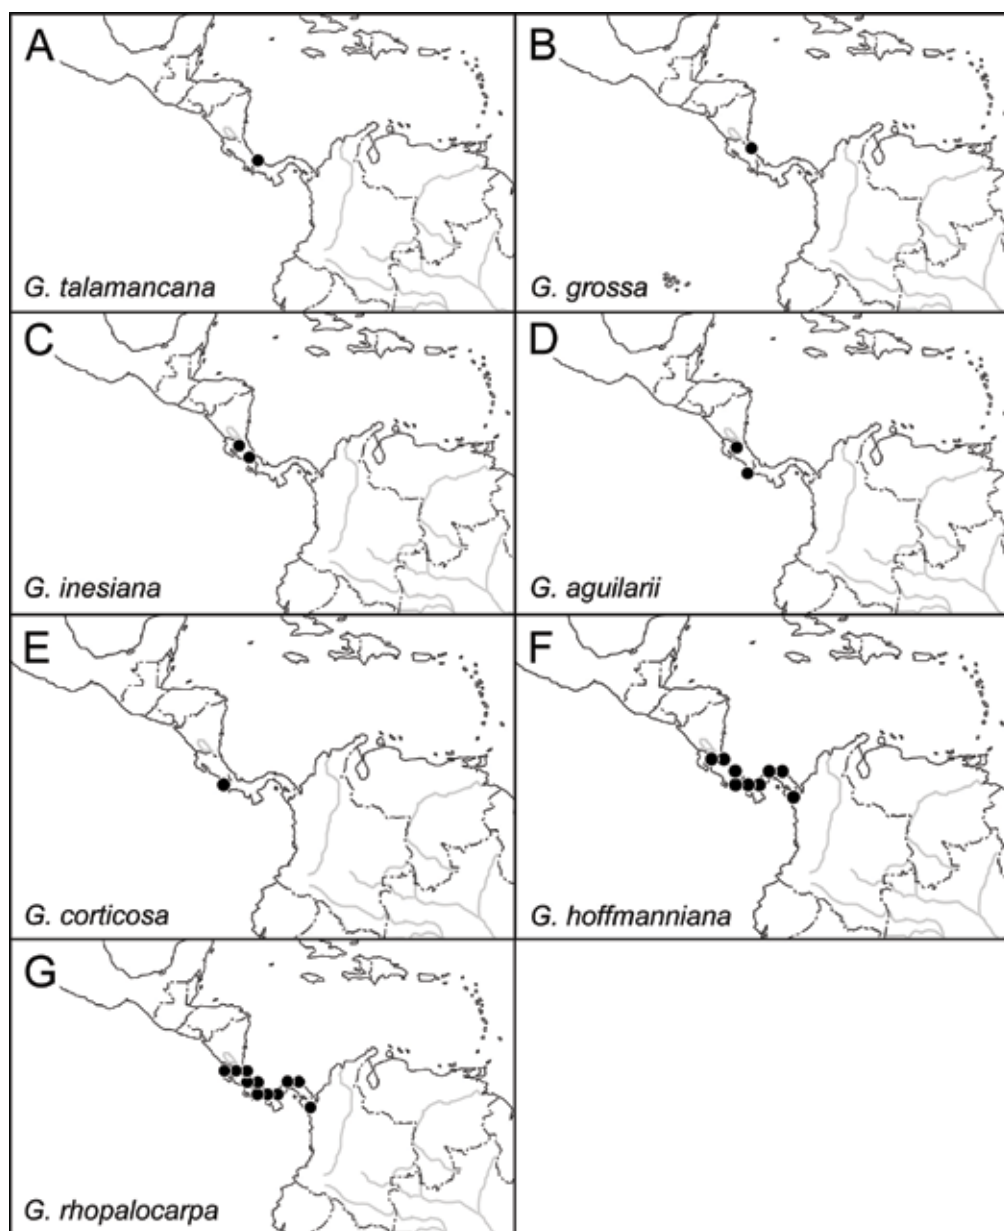 A
G. talamancana
B
G. grossa
C
G. inesiana
D
G. aguilarii
E
G. corticosa
F
G. hoffmanniana
G
G. rhopalocarpa